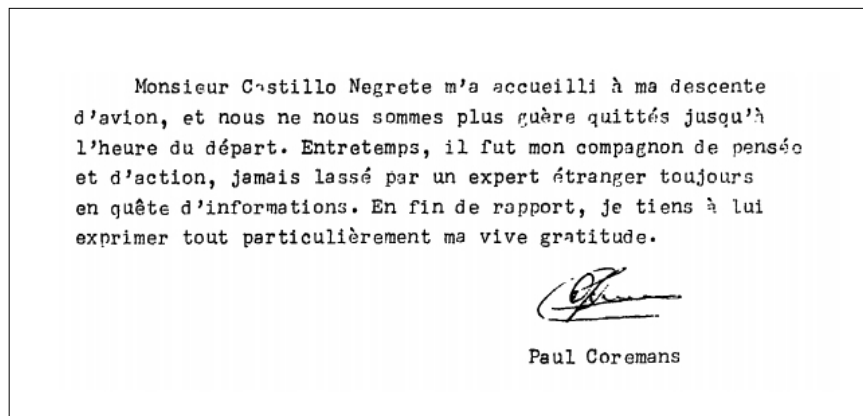 Monsieur Castillo Negrete m'a accueilli à ma descente
d'avion, et nous ne nous sommes plus guère quittés jusqu'à
l'heure du départ. Entretemps, il fut mon compagnon de pensée
et d'action, jamais lassé par un expert étranger toujours
en quête d'informations. En fin de rapport, je tiens à lui
exprimer tout particulièrement ma vive gratitude.
Paul Coremans